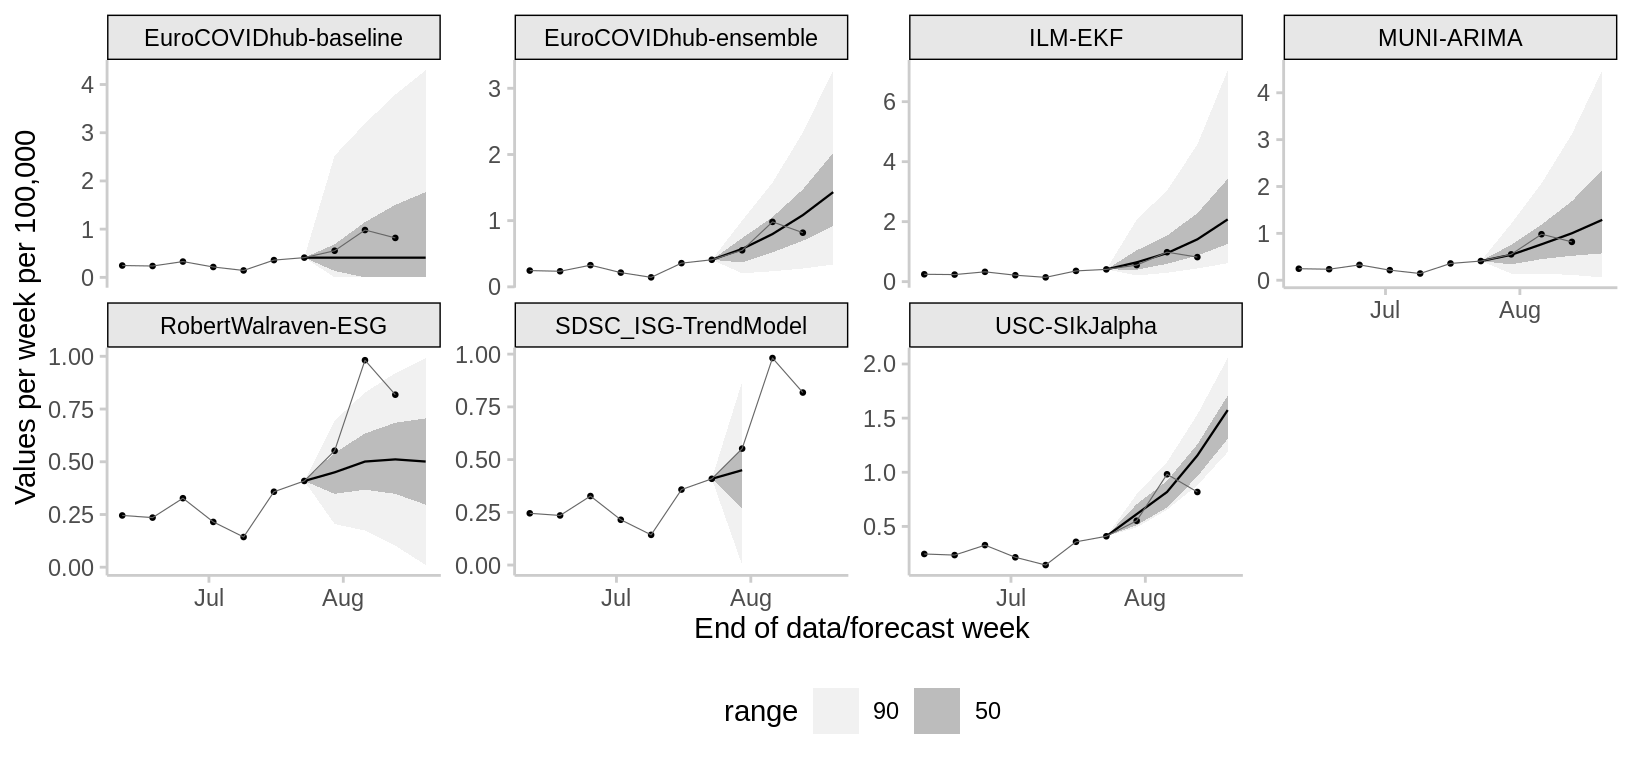 EuroCOVIDhub-baseline
EuroCOVIDhub-ensemble
ILM-EKF
MUNI-ARIMA
4
3
2
1
0
3
2
1
0
6
4
2
0
4
3
2
1
0
Jul
Aug
Values per week per 100,000
RobertWalraven-ESG
SDSC_ISG-TrendModel
USC-SIkJalpha
1.00
0.75
0.50
0.25
0.00
Jul
Aug
1.00
0.75
0.50
0.25
0.00
Jul
Aug
2.0
1.5
1.0
0.5
Jul
Aug
End of data/forecast week
range 90 50